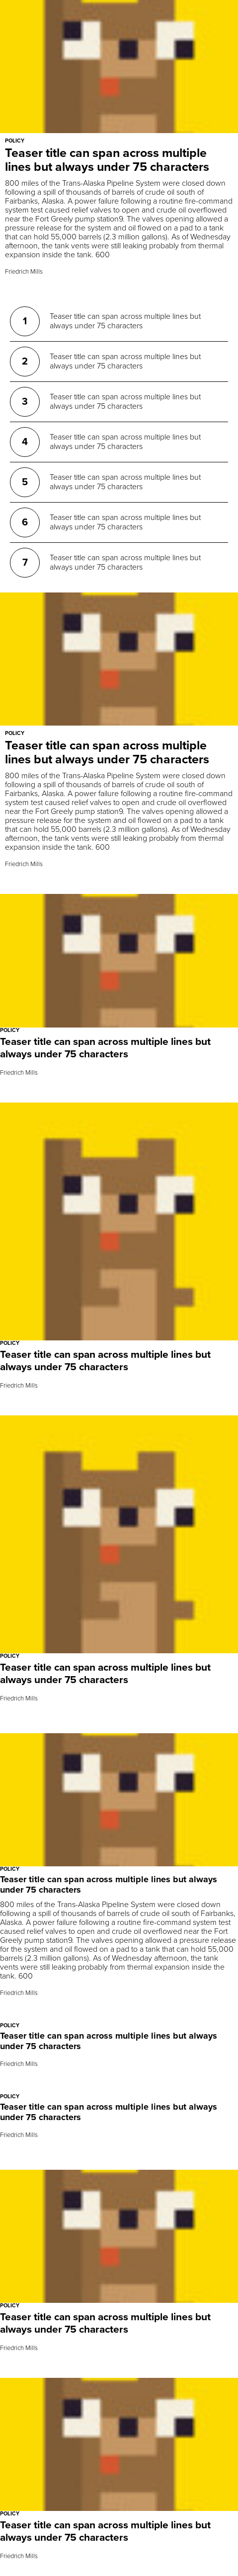 POLICY
Teaser title can span across multiple
lines but always under 75 characters
800 miles of the Trans-Alaska Pipeline System were closed down
following a spill of thousands of barrels of crude oil south of
Fairbanks, Alaska. A power failure following a routine fire-command
system test caused relief valves to open and crude oil overflowed
near the Fort Greely pump station9. The valves opening allowed a
pressure release for the system and oil flowed on a pad to a tank
that can hold 55,000 barrels (2.3 million gallons). As of Wednesday
afternoon, the tank vents were still leaking probably from thermal
expansion inside the tank. 600
Friedrich Mills
1
Teaser title can span across multiple lines but
always under 75 characters
2
Teaser title can span across multiple lines but
always under 75 characters
3
Teaser title can span across multiple lines but
always under 75 characters
4
Teaser title can span across multiple lines but
always under 75 characters
5
Teaser title can span across multiple lines but
always under 75 characters
6
Teaser title can span across multiple lines but
always under 75 characters
7
Teaser title can span across multiple lines but
always under 75 characters
POLICY
Teaser title can span across multiple
lines but always under 75 characters
800 miles of the Trans-Alaska Pipeline System were closed down
following a spill of thousands of barrels of crude oil south of
Fairbanks, Alaska. A power failure following a routine fire-command
system test caused relief valves to open and crude oil overflowed
near the Fort Greely pump station9. The valves opening allowed a
pressure release for the system and oil flowed on a pad to a tank
that can hold 55,000 barrels (2.3 million gallons). As of Wednesday
afternoon, the tank vents were still leaking probably from thermal
expansion inside the tank. 600
Friedrich Mills
POLICY
Teaser title can span across multiple lines but
always under 75 characters
Friedrich Mills
POLICY
Teaser title can span across multiple lines but
always under 75 characters
Friedrich Mills
POLICY
Teaser title can span across multiple lines but
always under 75 characters
Friedrich Mills
POLICY
Teaser title can span across multiple lines but always
under 75 characters
800 miles of the Trans-Alaska Pipeline System were closed down
following a spill of thousands of barrels of crude oil south of Fairbanks,
Alaska. A power failure following a routine fire-command system test
caused relief valves to open and crude oil overflowed near the Fort
Greely pump station9. The valves opening allowed a pressure release
for the system and oil flowed on a pad to a tank that can hold 55,000
barrels (2.3 million gallons). As of Wednesday afternoon, the tank
vents were still leaking probably from thermal expansion inside the
tank. 600
Friedrich Mills
POLICY
Teaser title can span across multiple lines but always
under 75 characters
Friedrich Mills
POLICY
Teaser title can span across multiple lines but always
under 75 characters
Friedrich Mills
POLICY
Teaser title can span across multiple lines but
always under 75 characters
Friedrich Mills
POLICY
Teaser title can span across multiple lines but
always under 75 characters
Friedrich Mills